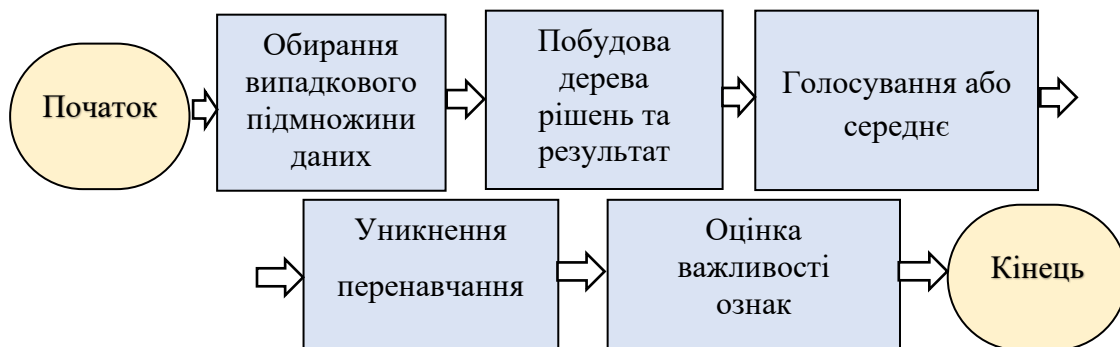 Початок
Обирання
випадкового
підмножини
даних
Побудова
дерева
рішень та
результат
Голосування або
середнє
Уникнення
перенавчання
Оцінка
важливості
ознак
Кінець